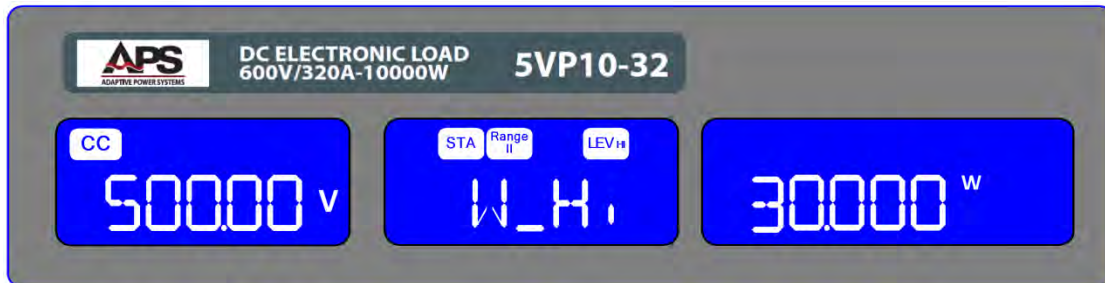 APS
ADAPTIVE POWER SYSTEMS
DC ELECTRONIC LOAD
600V/320A-10000W
5VP10-32
CC
500.00 V
STA Range II LEV HI
W_Hi
30.000 W